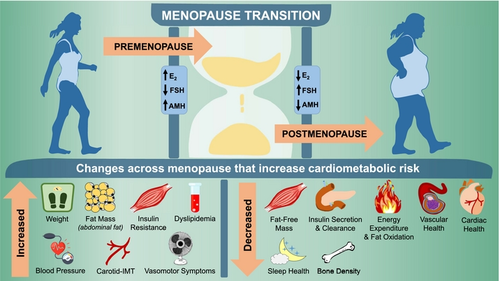 MENOPAUSE TRANSITION
PREMENOPAUSE
↑E₂
↓FSH
↑AMH
↓E₂
↑FSH
↓AMH
POSTMENOPAUSE
Changes across menopause that increase cardiometabolic risk
Increased
Weight
Fat Mass
(abdominal fat)
Insulin
Resistance
Dyslipidemia
Blood Pressure
Carotid-IMT
Vasomotor Symptoms
Decreased
Fat-Free
Mass
Insulin Secretion
& Clearance
Energy
Expenditure
& Fat Oxidation
Vascular
Health
Cardiac
Health
Sleep Health
Bone Density